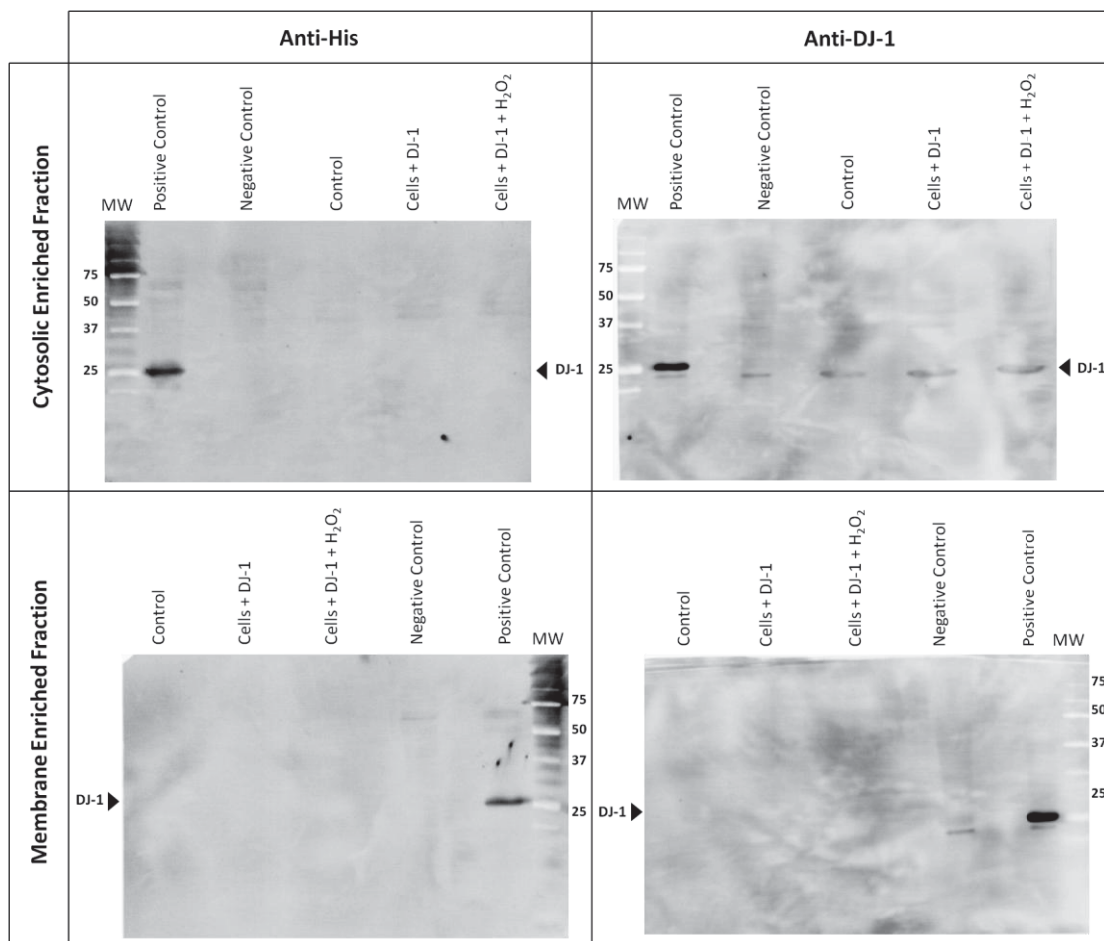 Anti-His
Anti-DJ-1
Cytosolic Enriched Fraction
MW
Positive Control
Negative Control
Control
Cells + DJ-1
Cells + DJ-1 + H₂O₂
75
50
37
25
DJ-1
MW
Positive Control
Negative Control
Control
Cells + DJ-1
Cells + DJ-1 + H₂O₂
75
50
37
25
DJ-1
Membrane Enriched Fraction
Control
Cells + DJ-1
Cells + DJ-1 + H₂O₂
Negative Control
Positive Control
MW
75
50
37
25
DJ-1
Control
Cells + DJ-1
Cells + DJ-1 + H₂O₂
Negative Control
Positive Control
MW
75
50
37
25
DJ-1